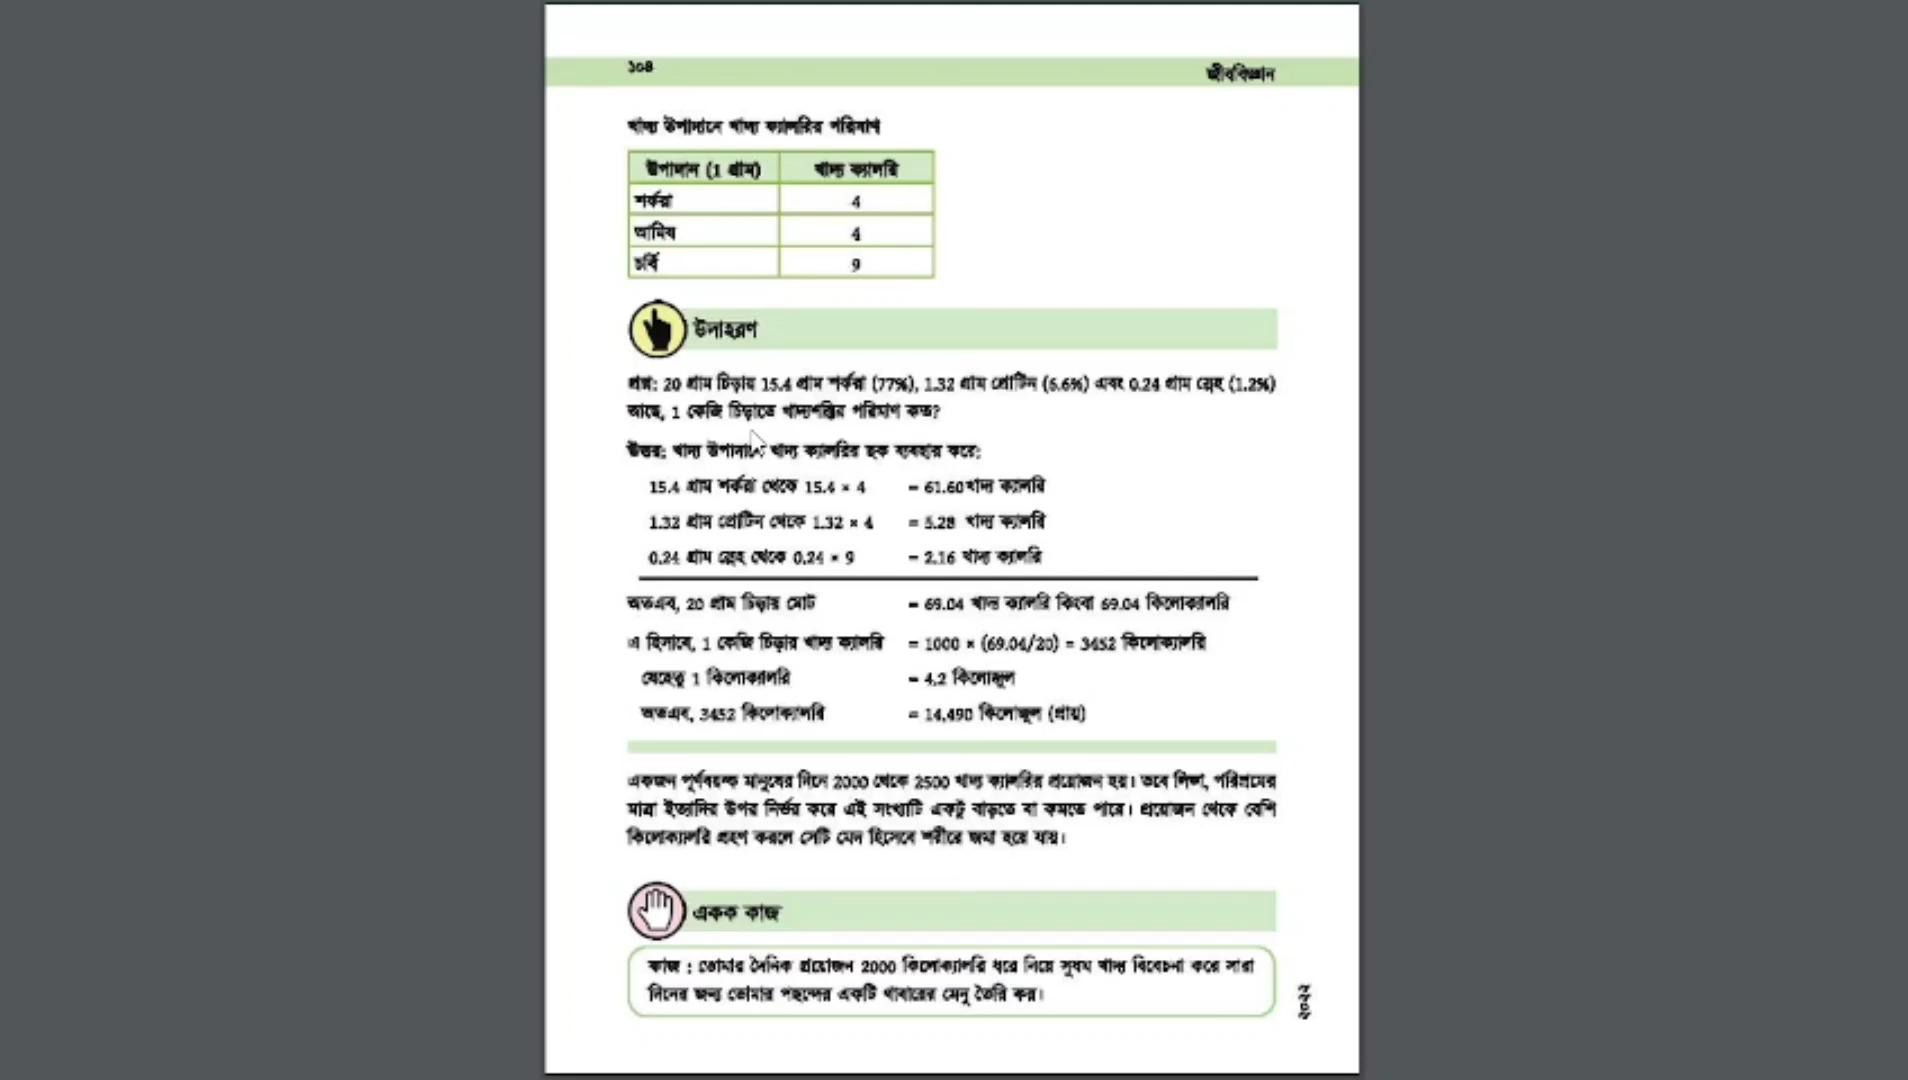 ১০৪
জীববিজ্ঞান
খাদ্য উপাদানে খাদ্য ক্যালরির পরিমাণ
উপাদান (1 গ্রাম) খাদ্য ক্যালরি
শর্করা 4
আমিষ 4
চর্বি 9
উদাহরণ
প্রশ্ন: 20 গ্রাম চিড়ায় 15.4 গ্রাম শর্করা (77%), 1.32 গ্রাম প্রোটিন (6.6%) এবং 0.24 গ্রাম স্নেহ (1.2%)
আছে, 1 কেজি চিড়াতে খাদ্যশক্তির পরিমাণ কত?
উত্তর: খাদ্য উপাদানে খাদ্য ক্যালরির ছক ব্যবহার করে:
15.4 গ্রাম শর্করা থেকে 15.4 × 4 = 61.60 খাদ্য ক্যালরি
1.32 গ্রাম প্রোটিন থেকে 1.32 × 4 = 5.28 খাদ্য ক্যালরি
0.24 গ্রাম স্নেহ থেকে 0.24 × 9 = 2.16 খাদ্য ক্যালরি
অতএব, 20 গ্রাম চিড়ায় মোট = 69.04 খাদ্য ক্যালরি কিংবা 69.04 কিলোক্যালরি
এ হিসাবে, 1 কেজি চিড়ায় খাদ্য ক্যালরি = 1000 × (69.04/20) = 3452 কিলোক্যালরি
যেহেতু 1 কিলোক্যালরি = 4.2 কিলোজুল
অতএব, 3452 কিলোক্যালরি = 14,490 কিলোজুল (প্রায়)
একজন পূর্ণবয়স্ক মানুষের দিনে 2000 থেকে 2500 খাদ্য ক্যালরির প্রয়োজন হয়। তবে লিঙ্গ, পরিশ্রমের
মাত্রা ইত্যাদির উপর নির্ভর করে এই সংখ্যাটি একটু বাড়তে বা কমতে পারে। প্রয়োজন থেকে বেশি
কিলোক্যালরি গ্রহণ করলে সেটি মেদ হিসেবে শরীরে জমা হয়ে যায়।
একক কাজ
কাজ : তোমার দৈনিক প্রয়োজন 2000 কিলোক্যালরি ধরে নিয়ে সুষম খাদ্য বিবেচনা করে সারা
দিনের জন্য তোমার পছন্দের একটি খাবারের মেনু তৈরি কর।